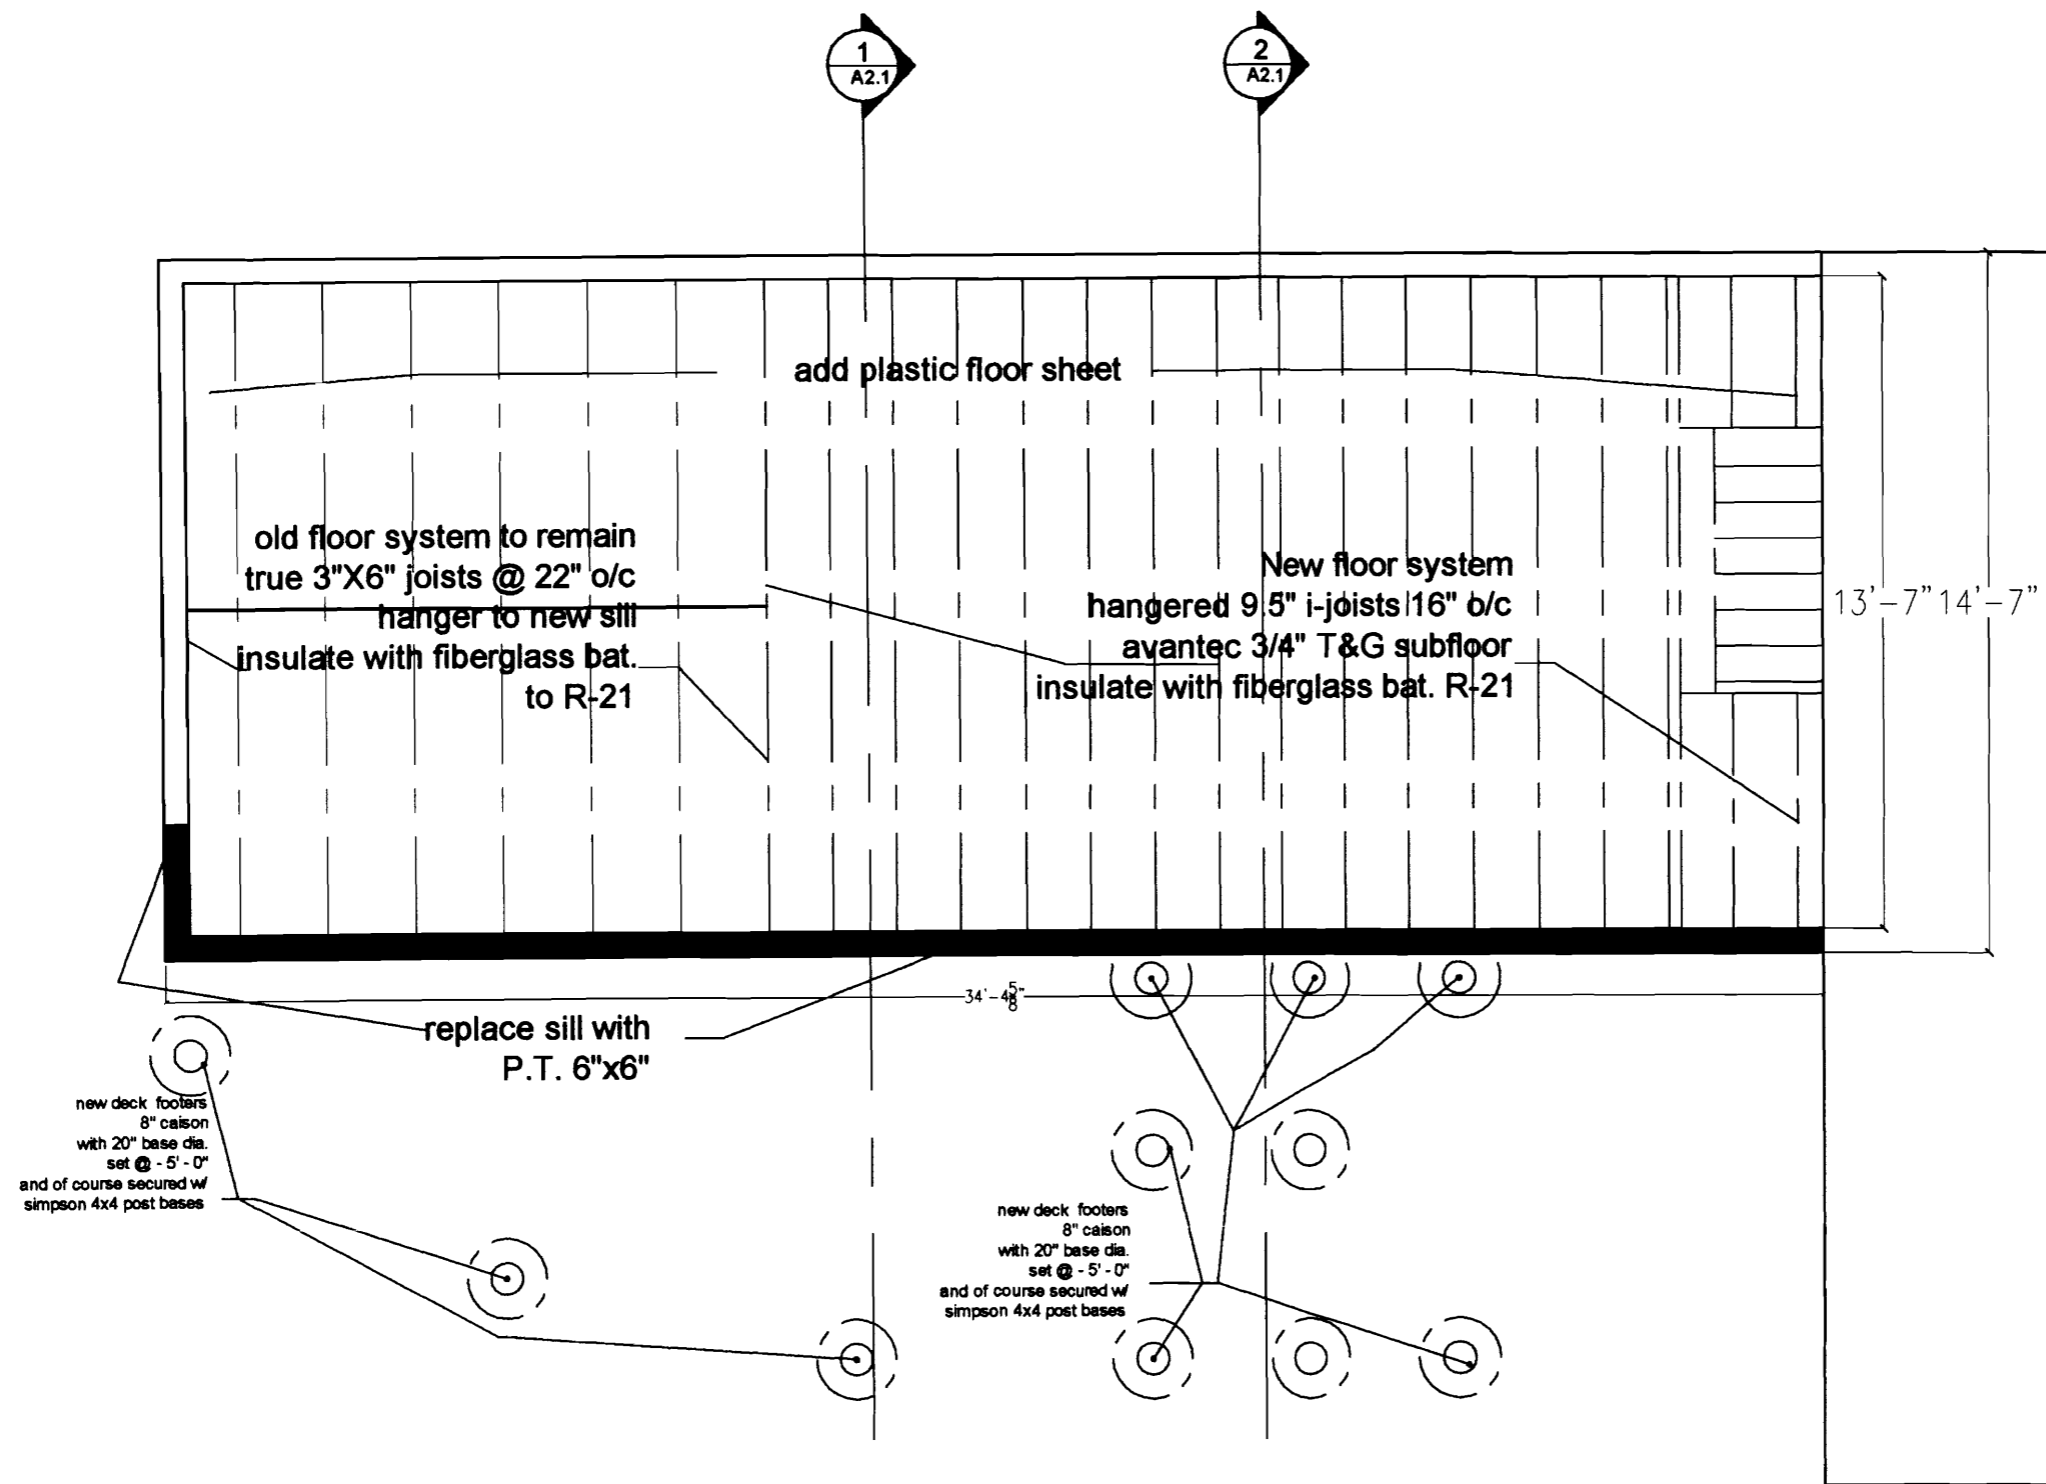 1
A2.1
2
A2.1
add plastic floor sheet
old floor system to remain
true 3"X6" joists @ 22" o/c
hanger to new sill
insulate with fiberglass bat.
to R-21
New floor system
hangered 9.5" i-joists 16" o/c
avantec 3/4" T&G subfloor
insulate with fiberglass bat. R-21
13'-7"
14'-7"
34'-4 5/8"
replace sill with
P.T. 6"x6"
new deck footers
8" caison
with 20" base dia.
set @ - 5' - 0"
and of course secured w/
simpson 4x4 post bases
new deck footers
8" caison
with 20" base dia.
set @ - 5' - 0"
and of course secured w/
simpson 4x4 post bases